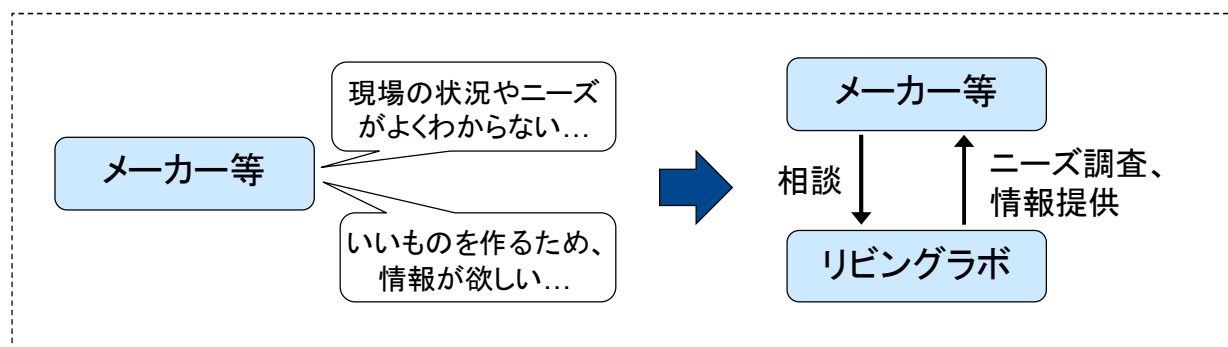 現場の状況やニーズ
がよくわからない…
メーカー等
いいものを作るため、
情報が欲しい…
メーカー等
相談
ニーズ調査、
情報提供
リビングラボ